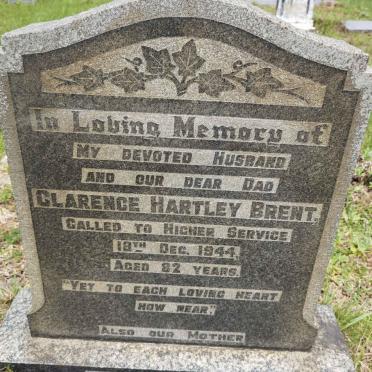 In Loving Memory of
MY DEVOTED HUSBAND
AND OUR DEAR DAD
CLARENCE HARTLEY BRENT,
CALLED TO HIGHER SERVICE
18TH DEC. 1944,
AGED 82 YEARS.
"YET TO EACH LOVING HEART
HOW NEAR."
ALSO OUR MOTHER